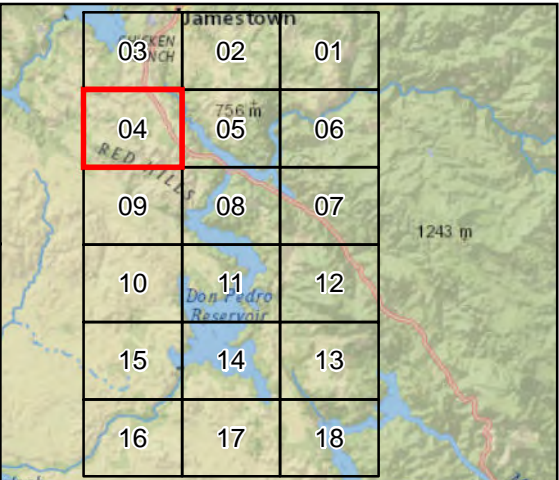 Jamestown
CHICKEN
RANCH
03 02 01
756 m
04 05 06
RED HILLS
09 08 07
1243 m
10 11 12
Don Pedro
Reservoir
15 14 13
16 17 18